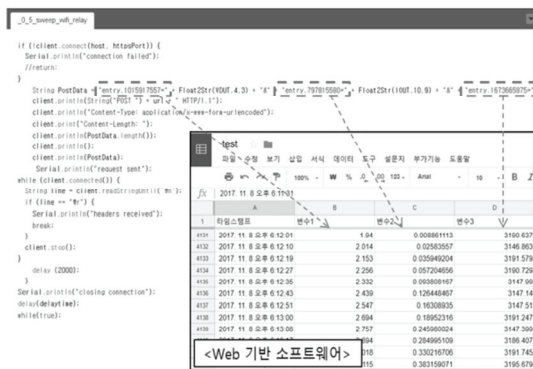 _0_5_sweep_wifi_relay
if (!client.connect(host, httpsPort)) {
Serial.println("connection failed");
//return;
}
String PostData = "entry.1015917557=" + Float2Str(VOUT,4,3) + "&" + "entry.797815580=" + Float2Str(IOUT,10,9) + "&" + "entry.1673665875="
client.println(String("POST ") + url + " HTTP/1.1");
client.println("Content-Type: application/x-www-form-urlencoded");
client.print("Content-Length: ");
client.println(PostData.length());
client.println();
client.println(PostData);
Serial.println("request sent");
while (client.connected()) {
String line = client.readStringUntil('\n');
if (line == "\r") {
Serial.println("headers received");
break;
}
client.stop();
}
delay (2000);
}
Serial.println("closing connection");
delay(delaytime);
while(true);
test
파일 수정 보기 삽입 서식 데이터 도구 설문지 부가기능 도움말
100% ₩ % .0 .00 123 Arial 10 B I
fx 2017. 11. 8 오후 6:11:31
A B C D
1 타임스탬프 변수1 변수2 변수3
4131 2017. 11. 8 오후 6:12:01 1.94 0.008861113 3190.637
4132 2017. 11. 8 오후 6:12:10 2.014 0.02583557 3146.863
4133 2017. 11. 8 오후 6:12:19 2.153 0.035949204 3191.579
4134 2017. 11. 8 오후 6:12:27 2.256 0.057204656 3190.729
4135 2017. 11. 8 오후 6:12:35 2.332 0.083808167 3147.99
4136 2017. 11. 8 오후 6:12:43 2.439 0.126448467 3147.14
4137 2017. 11. 8 오후 6:12:51 2.547 0.16308935 3147.51
4138 2017. 11. 8 오후 6:13:00 2.694 0.18952316 3191.247
4139 2017. 11. 8 오후 6:13:08 2.757 0.245960024 3147.399
894 0.284995109 3186.407
018 0.330216706 3191.745
115 0.383159071 3195.679
<Web 기반 소프트웨어>